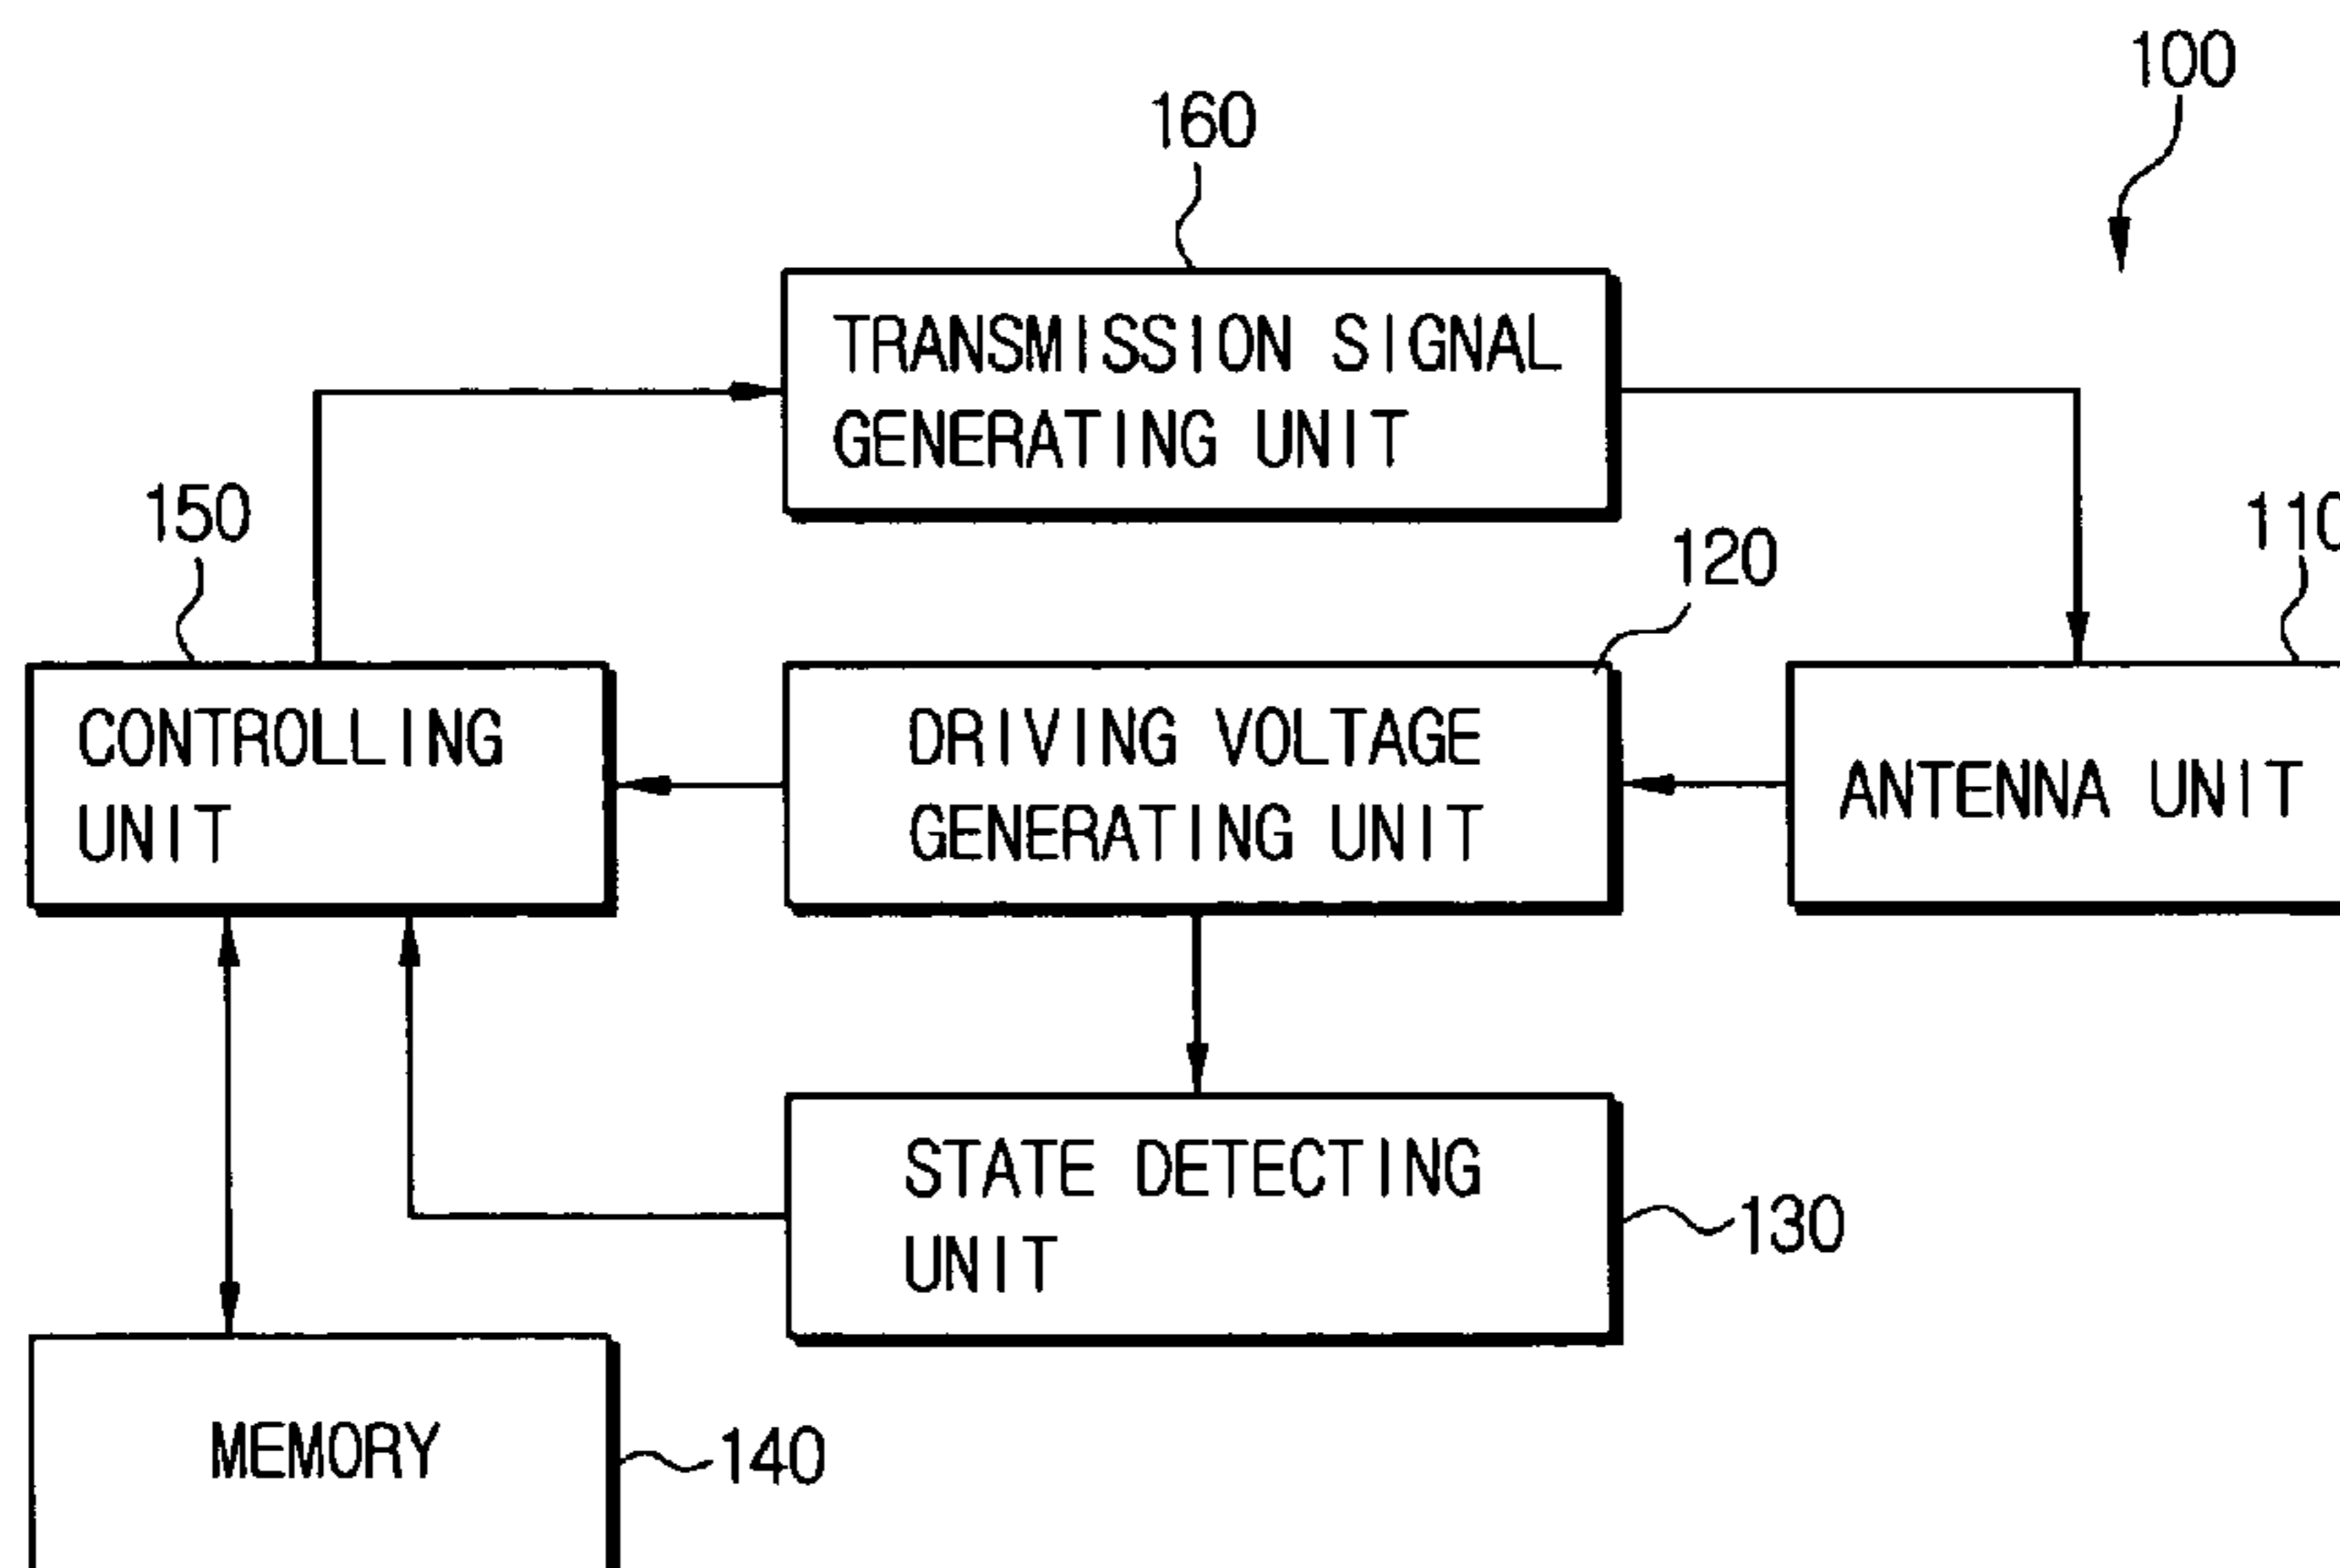 100
160
TRANSMISSION SIGNAL
GENERATING UNIT
150
120
110
CONTROLLING
UNIT
DRIVING VOLTAGE
GENERATING UNIT
ANTENNA UNIT
STATE DETECTING
UNIT
130
MEMORY
140